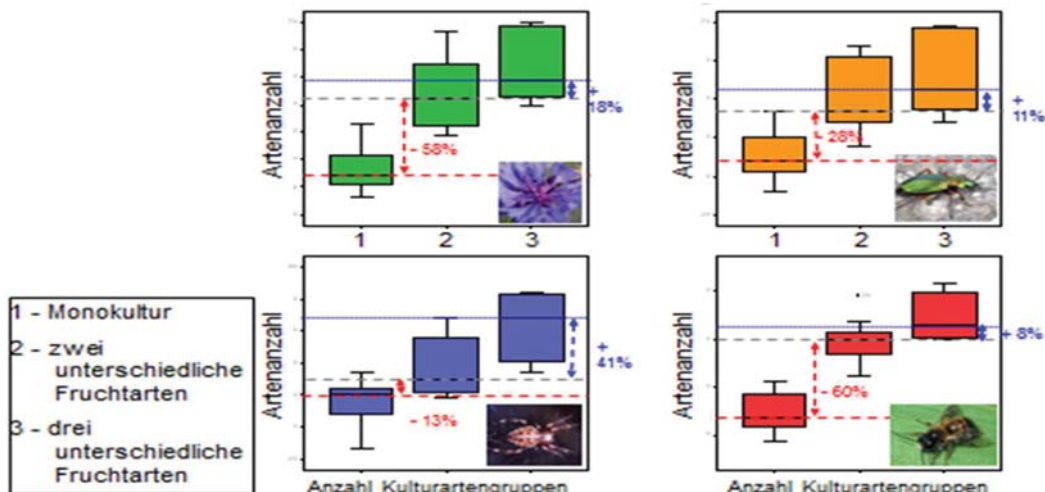 Artenanzahl
+
18%
- 58%
1 2 3
Artenanzahl
+
11%
- 28%
1 2 3
1 - Monokultur
2 - zwei
unterschiedliche
Fruchtarten
3 - drei
unterschiedliche
Fruchtarten
Artenanzahl
+
41%
- 13%
Anzahl Kulturartengruppen
Artenanzahl
+ 8%
- 60%
Anzahl Kulturartengruppen